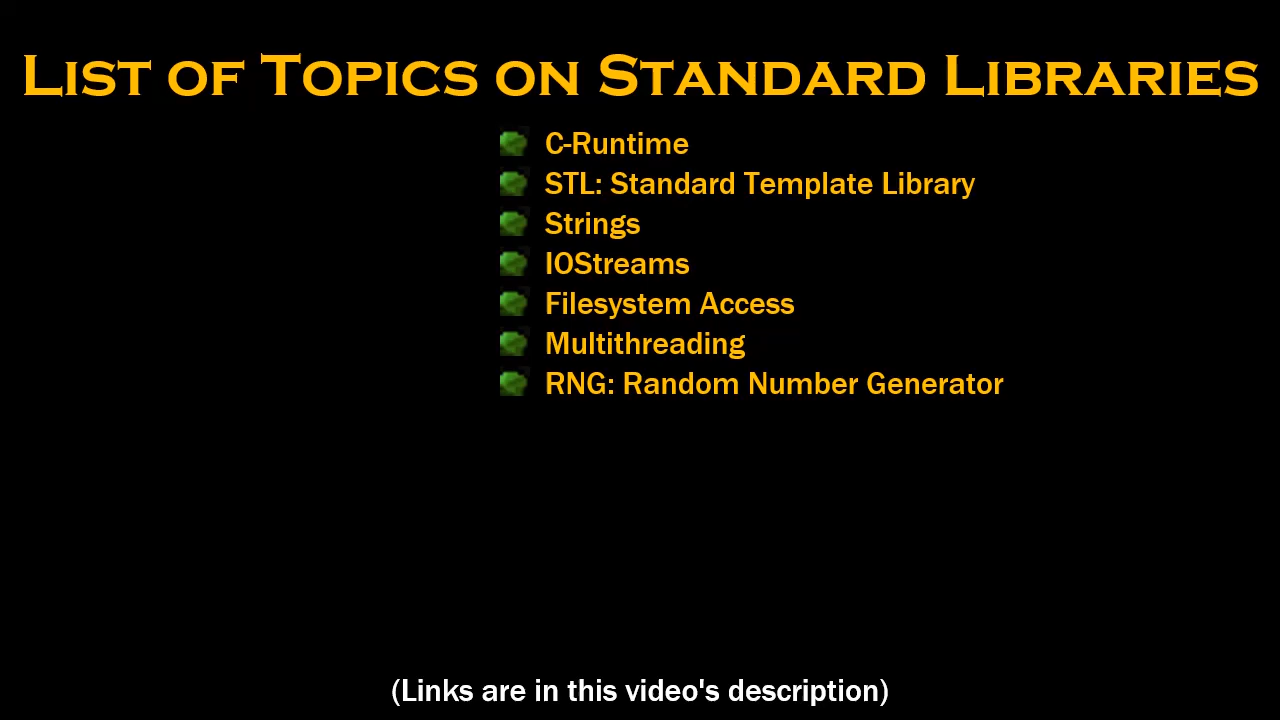 List of Topics on Standard Libraries
C-Runtime
STL: Standard Template Library
Strings
IOStreams
Filesystem Access
Multithreading
RNG: Random Number Generator
(Links are in this video's description)